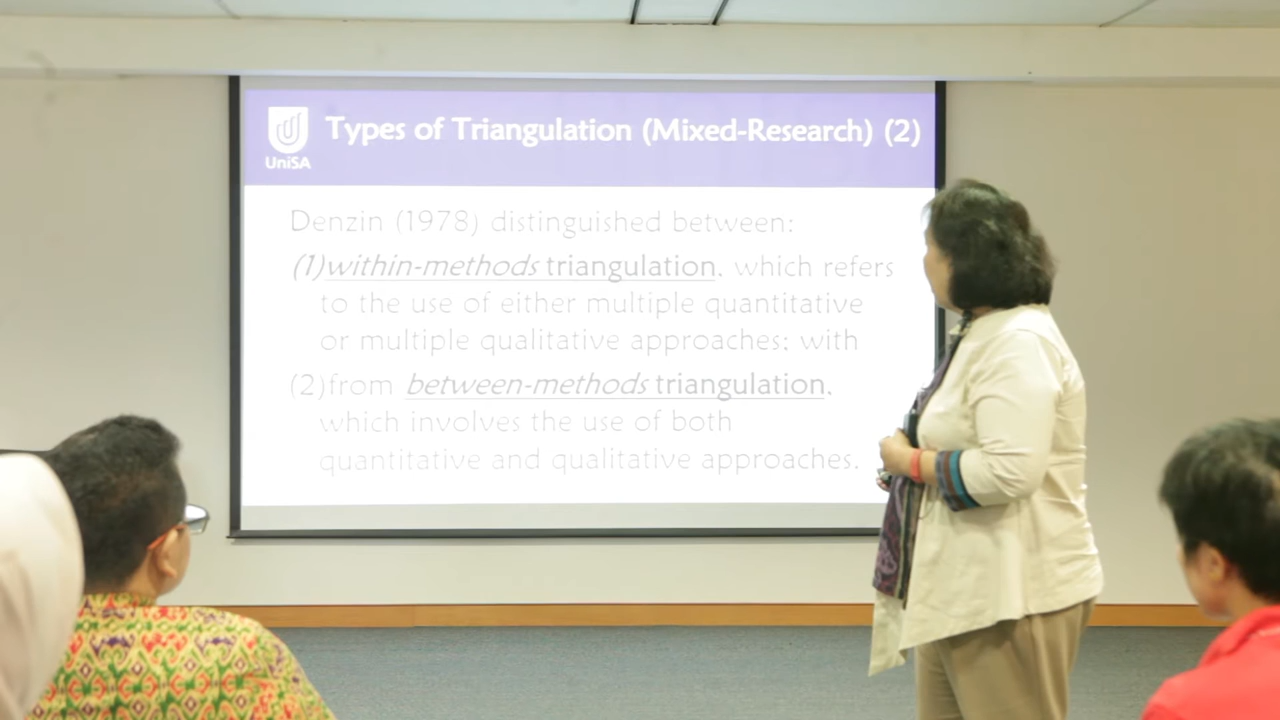 UniSA
Types of Triangulation (Mixed-Research) (2)
Denzin (1978) distinguished between:
(1)within-methods triangulation, which refers
to the use of either multiple quantitative
or multiple qualitative approaches; with
(2)from between-methods triangulation,
which involves the use of both
quantitative and qualitative approaches.